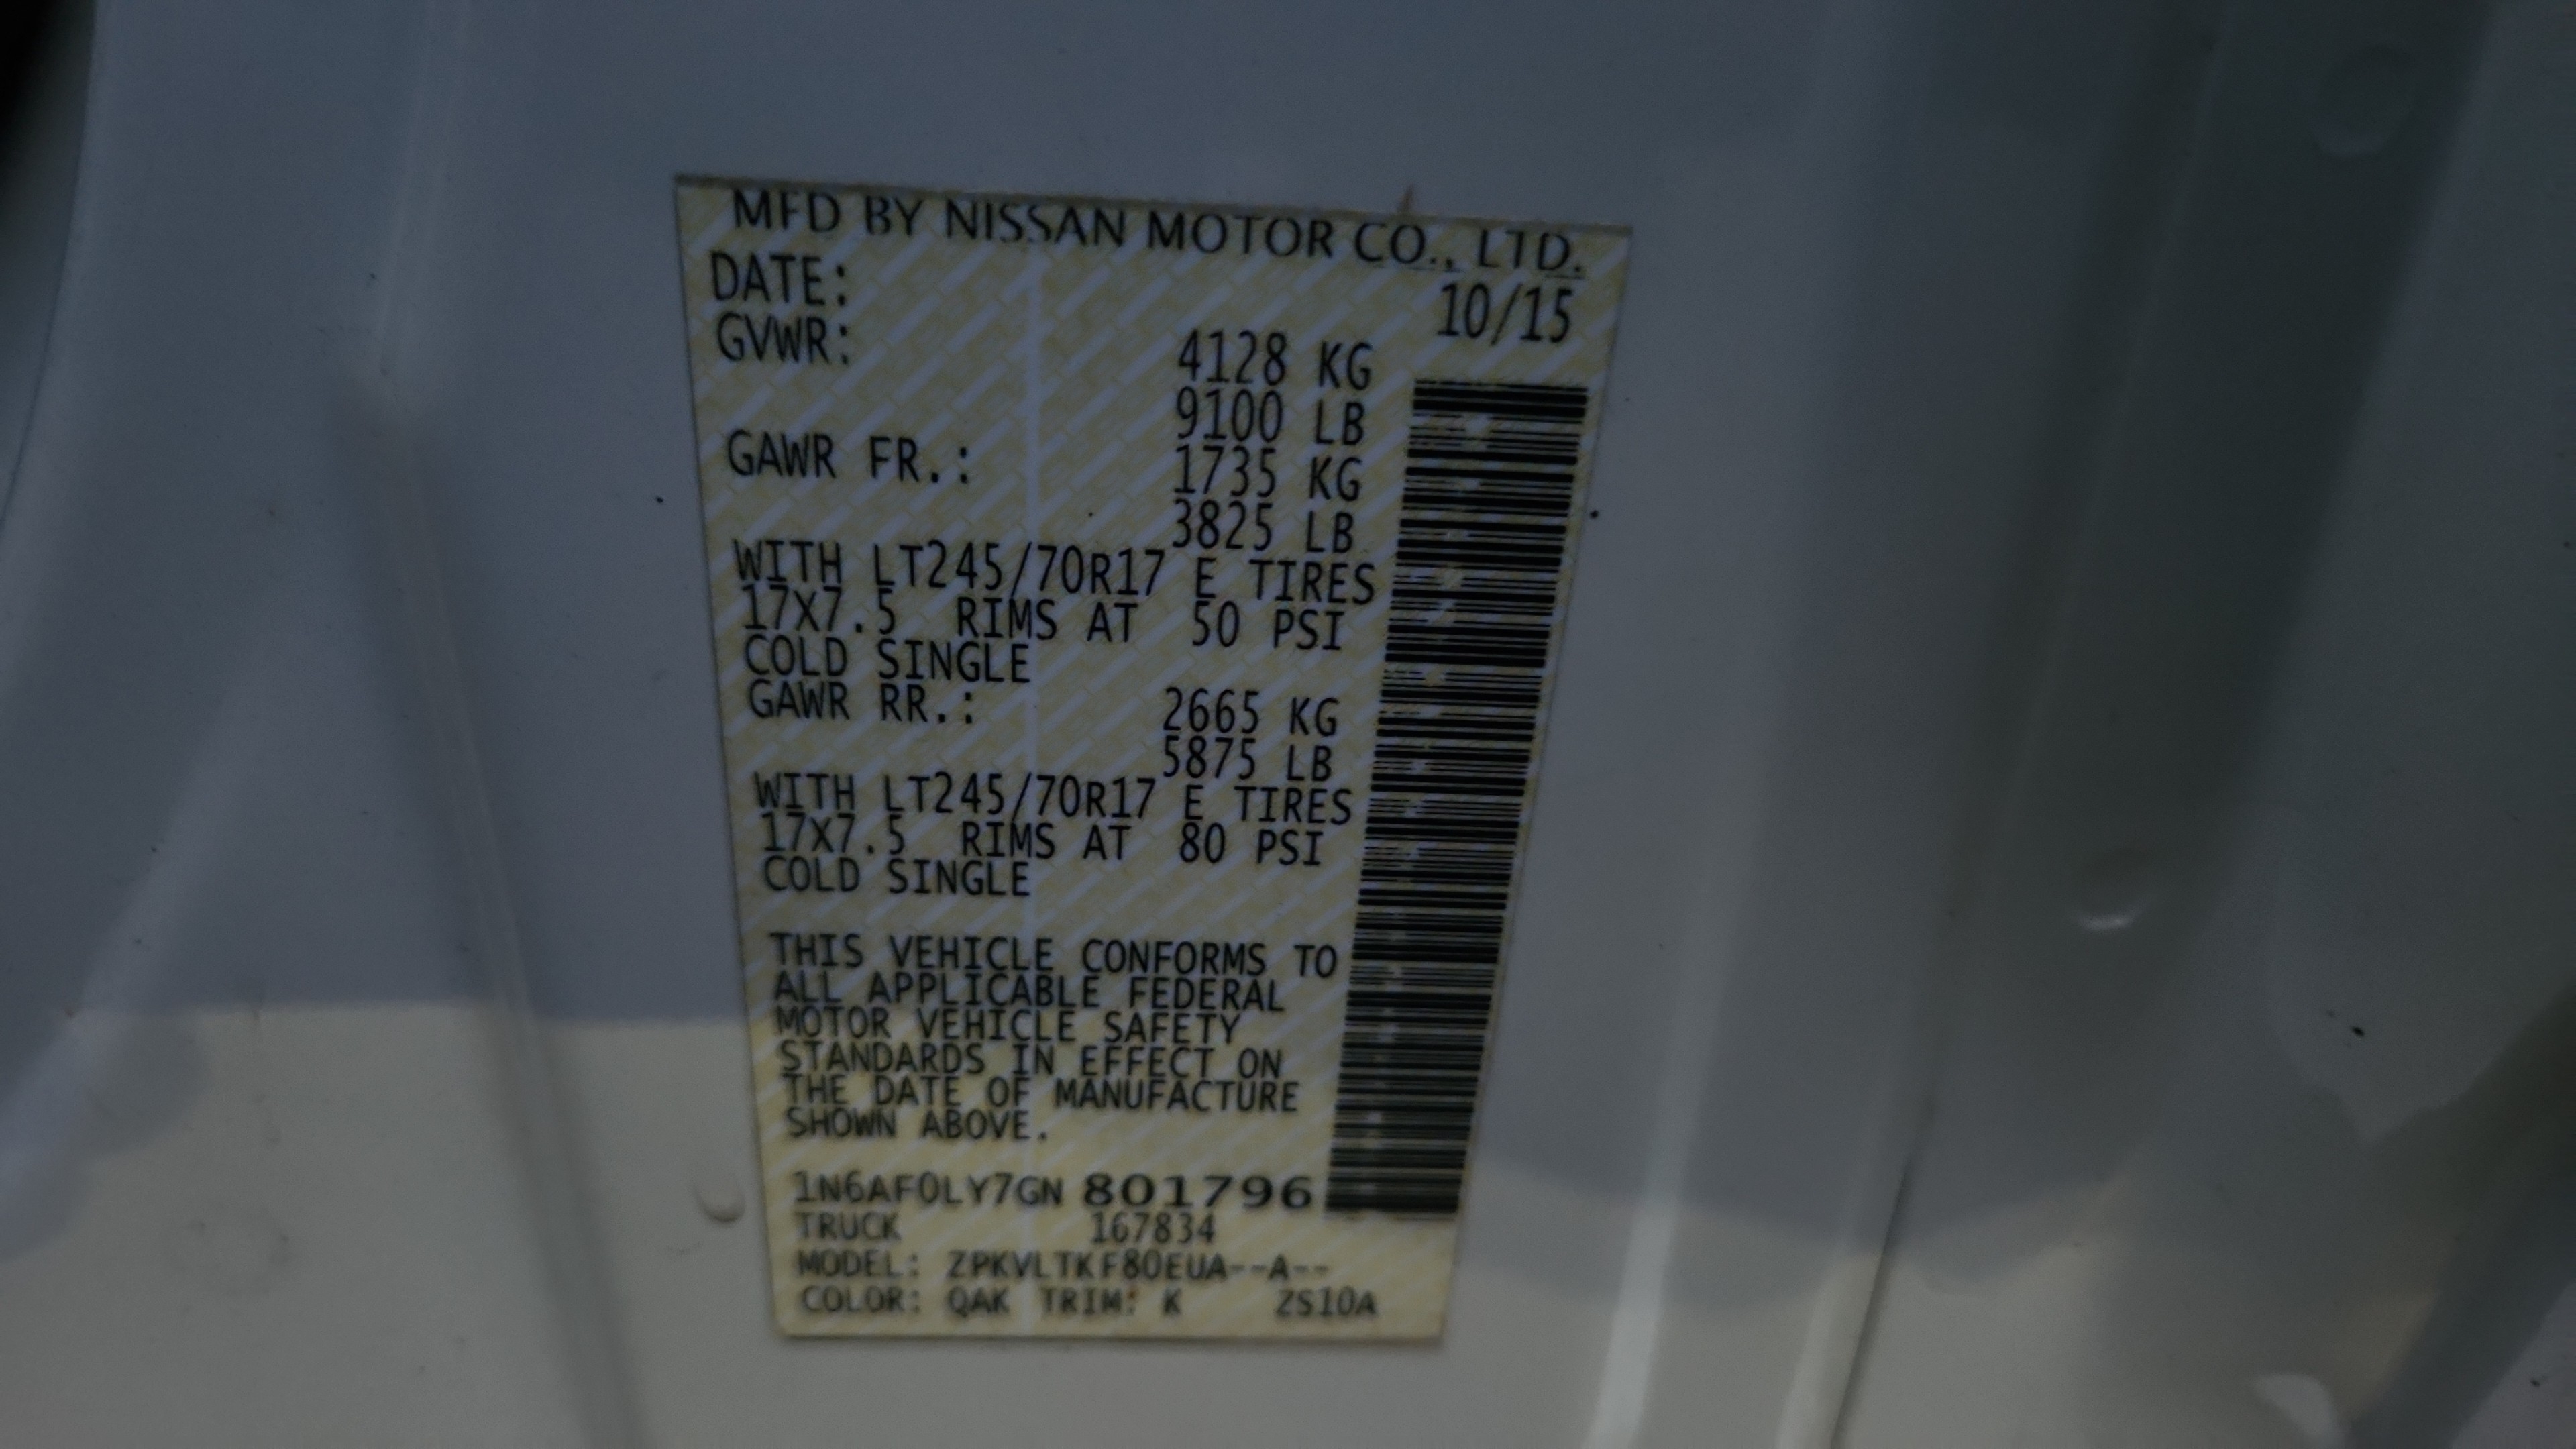 MFD BY NISSAN MOTOR CO., LTD.
DATE: 10/15
GVWR: 4128 KG
9100 LB
GAWR FR.: 1735 KG
3825 LB
WITH LT245/70R17 E TIRES
17X7.5 RIMS AT 50 PSI
COLD SINGLE
GAWR RR.: 2665 KG
5875 LB
WITH LT245/70R17 E TIRES
17X7.5 RIMS AT 80 PSI
COLD SINGLE
THIS VEHICLE CONFORMS TO
ALL APPLICABLE FEDERAL
MOTOR VEHICLE SAFETY
STANDARDS IN EFFECT ON
THE DATE OF MANUFACTURE
SHOWN ABOVE.
1N6AF0LY7GN 801796
TRUCK 167834
MODEL: ZPKVLTKF80EUA--A--
COLOR: QAK TRIM: K ZS10A